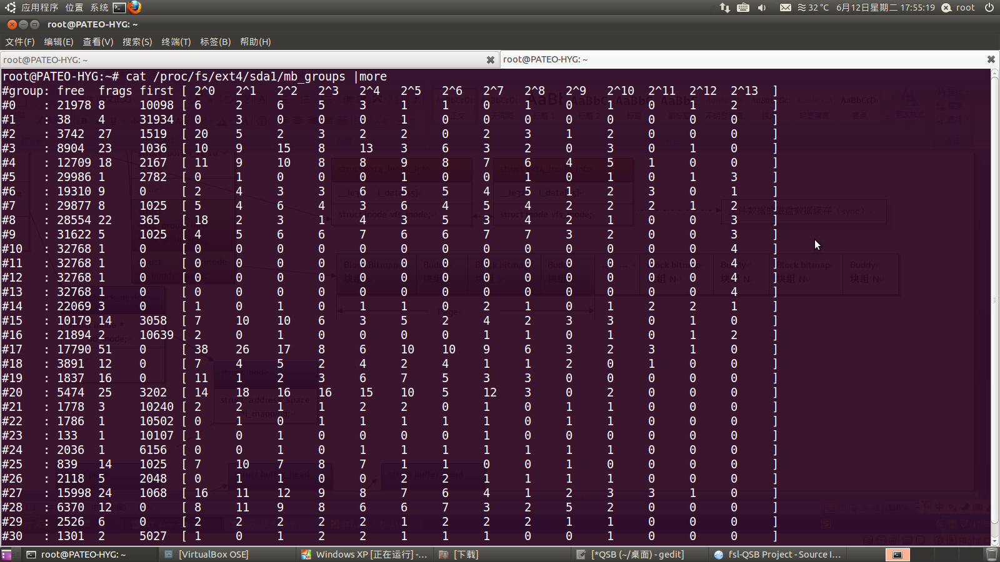 应用程序 位置 系统 32 °C 6月12日星期二 17:55:19 root
root@PATEO-HYG: ~
文件(F) 编辑(E) 查看(V) 搜索(S) 终端(T) 标签(B) 帮助(H)
root@PATEO-HYG: ~ root@PATEO-HYG: ~
root@PATEO-HYG:~# cat /proc/fs/ext4/sda1/mb_groups |more
#group: free frags first [ 2^0 2^1 2^2 2^3 2^4 2^5 2^6 2^7 2^8 2^9 2^10 2^11 2^12 2^13 ]
#0 : 21978 8 10098 [ 6 2 6 5 3 1 1 0 1 0 1 0 1 2 ]
#1 : 38 4 31934 [ 0 3 0 0 0 1 0 0 0 0 0 0 0 0 ]
#2 : 3742 27 1519 [ 20 5 2 3 2 2 0 2 3 1 2 0 0 0 ]
#3 : 8904 23 1036 [ 10 9 15 8 13 3 6 3 2 0 3 0 1 0 ]
#4 : 12709 18 2167 [ 11 9 10 8 8 9 8 7 6 4 5 1 0 0 ]
#5 : 29986 1 2782 [ 0 1 0 0 0 1 0 0 1 0 1 0 1 3 ]
#6 : 19310 9 0 [ 2 4 3 3 6 5 5 4 5 1 2 3 0 1 ]
#7 : 29877 8 1025 [ 5 4 6 4 3 6 4 5 4 2 2 2 1 2 ]
#8 : 28554 22 365 [ 18 2 3 1 4 3 5 3 4 2 1 0 0 3 ]
#9 : 31622 5 1025 [ 4 5 6 6 7 6 6 7 7 3 2 0 0 3 ]
#10 : 32768 1 0 [ 0 0 0 0 0 0 0 0 0 0 0 0 0 4 ]
#11 : 32768 1 0 [ 0 0 0 0 0 0 0 0 0 0 0 0 0 4 ]
#12 : 32768 1 0 [ 0 0 0 0 0 0 0 0 0 0 0 0 0 4 ]
#13 : 32768 1 0 [ 0 0 0 0 0 0 0 0 0 0 0 0 0 4 ]
#14 : 22069 3 0 [ 1 0 1 0 1 1 0 2 1 0 1 2 2 1 ]
#15 : 10179 14 3058 [ 7 10 10 6 3 5 2 4 2 3 3 0 1 0 ]
#16 : 21894 2 10639 [ 2 0 1 0 0 0 0 1 1 0 1 0 1 2 ]
#17 : 17790 51 0 [ 38 26 17 8 6 10 10 9 6 3 2 3 1 0 ]
#18 : 3891 12 0 [ 7 4 5 2 4 2 4 1 1 2 0 1 0 0 ]
#19 : 1837 16 0 [ 11 1 2 3 6 7 5 3 3 0 0 0 0 0 ]
#20 : 5474 25 3202 [ 14 18 16 16 15 10 5 12 3 0 2 0 0 0 ]
#21 : 1778 3 10240 [ 2 2 1 1 2 2 0 1 0 1 1 0 0 0 ]
#22 : 1786 1 10502 [ 0 1 0 1 1 1 1 1 0 1 1 0 0 0 ]
#23 : 133 1 10107 [ 1 0 1 0 0 0 0 1 0 0 0 0 0 0 ]
#24 : 2036 1 6156 [ 0 0 1 0 1 1 1 1 1 1 1 0 0 0 ]
#25 : 839 14 1025 [ 7 10 7 8 7 1 1 0 0 1 0 0 0 0 ]
#26 : 2118 5 2048 [ 0 1 1 0 0 2 2 1 1 1 1 0 0 0 ]
#27 : 15998 24 1068 [ 16 11 12 9 8 7 6 4 1 2 3 3 1 0 ]
#28 : 6370 12 0 [ 8 11 9 8 6 6 7 3 2 5 2 0 0 0 ]
#29 : 2526 6 0 [ 2 2 2 2 2 1 2 2 2 1 1 0 0 0 ]
#30 : 1301 2 5027 [ 1 0 1 2 2 1 1 1 0 0 1 0 0 0 ]
root@PATEO-HYG: ~ [VirtualBox OSE] Windows XP [正在运行] -... [下载] [*QSB (~/桌面) - gedit] fsl-QSB Project - Source I...